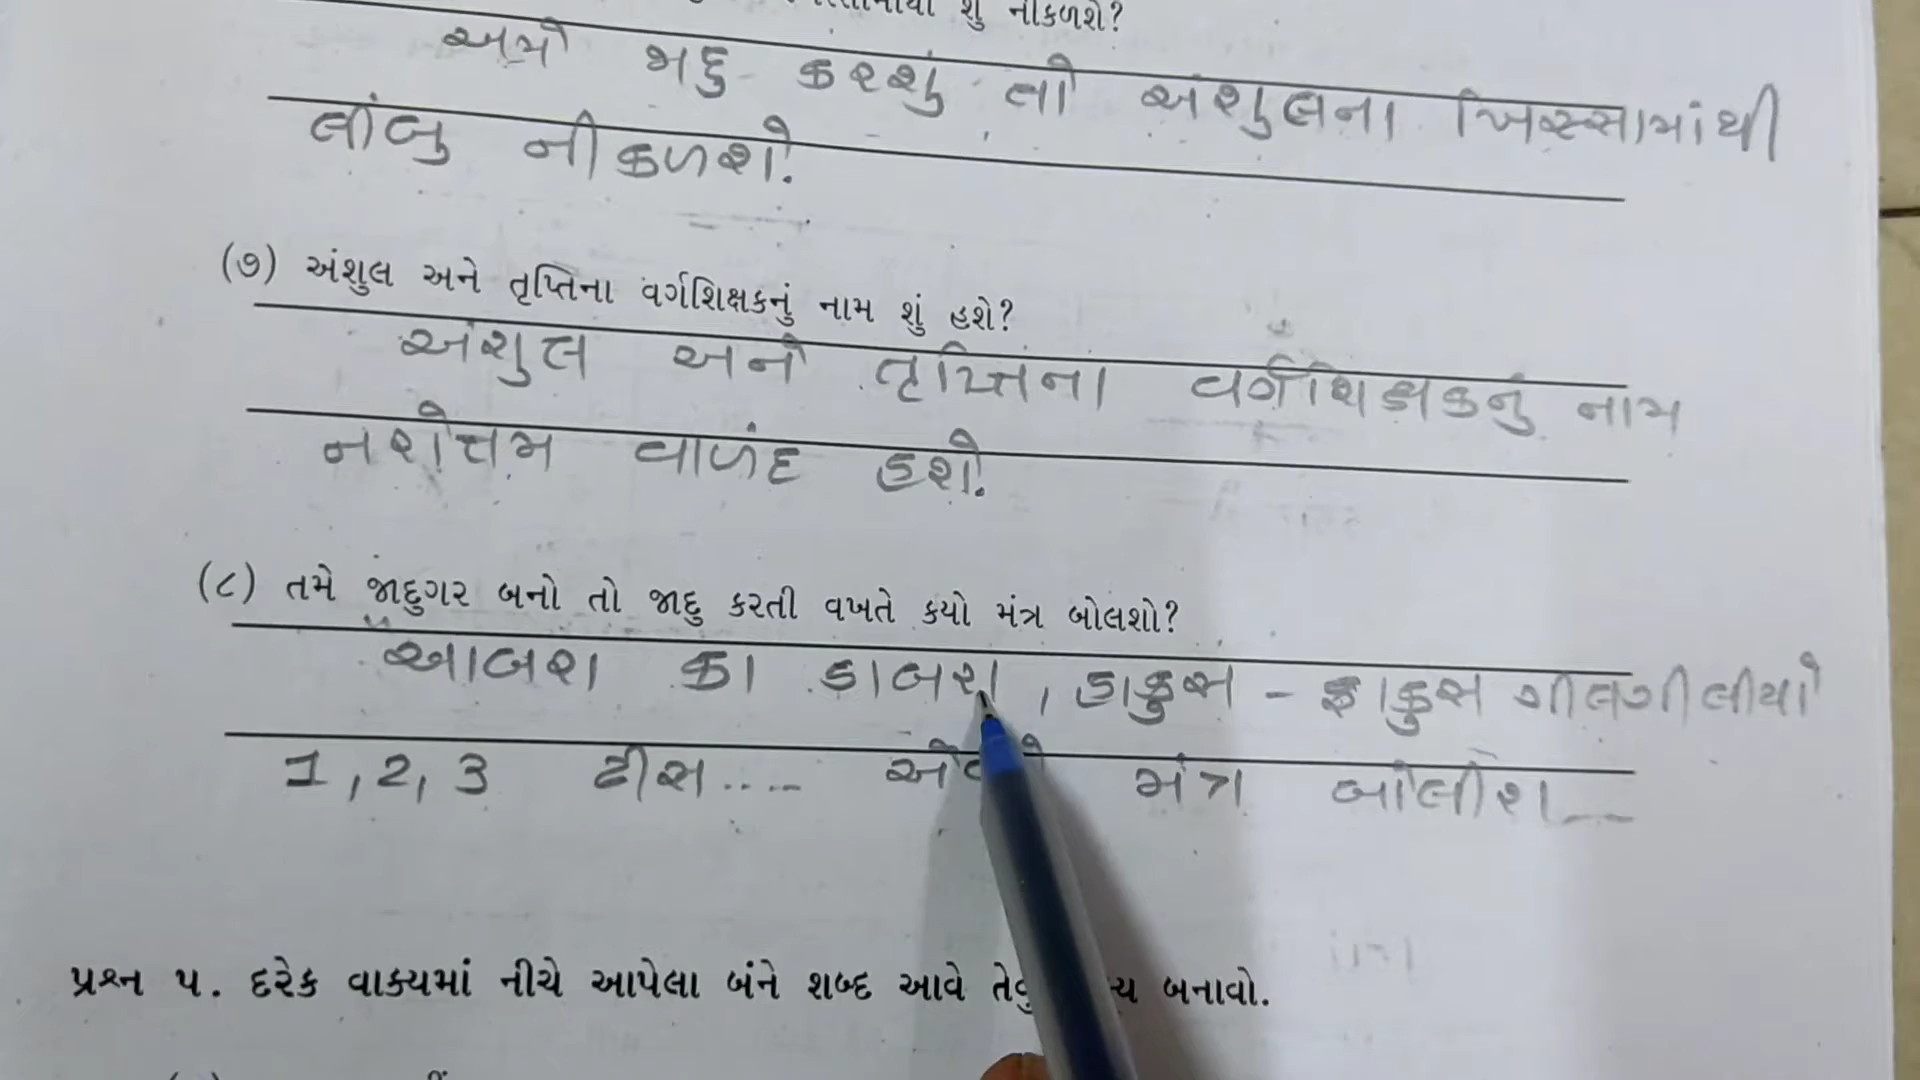 શું નીકળશે?
અમે જાદુ કરશું તો અંશુલના ખિસ્સામાંથી
લીંબુ નીકળશે.
(૭) અંશુલ અને તૃપ્તિના વર્ગશિક્ષકનું નામ શું હશે?
અંશુલ અને તૃપ્તિના વર્ગશિક્ષકનું નામ
નરોત્તમ વાળંદ હશે.
(૮) તમે જાદુગર બનો તો જાદુ કરતી વખતે કયો મંત્ર બોલશો?
આબરા કા ડાબરા, હાકુસ - ફાકુસ ગીલગીલીયો
1, 2, 3 ટીસ.... મંત્ર બોલીશ
પ્રશ્ન ૫. દરેક વાક્યમાં નીચે આપેલા બંને શબ્દ આવે બનાવો.